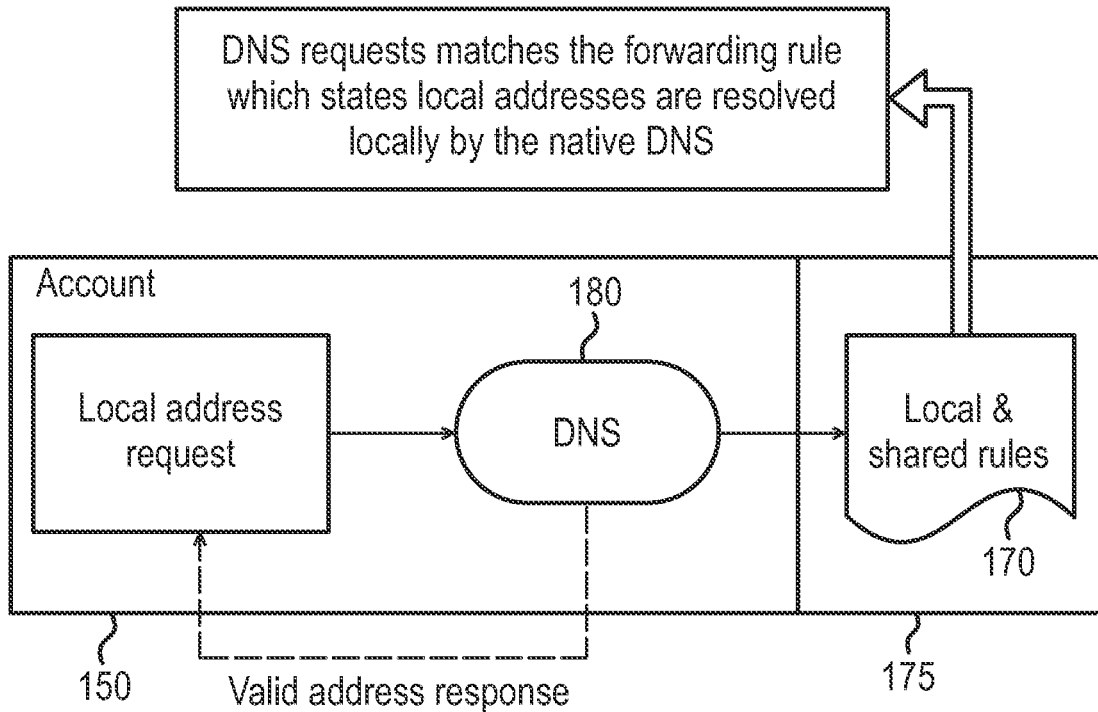 DNS requests matches the forwarding rule
which states local addresses are resolved
locally by the native DNS
Account
180
Local address
request
DNS
Local &
shared rules
170
150
Valid address response
175